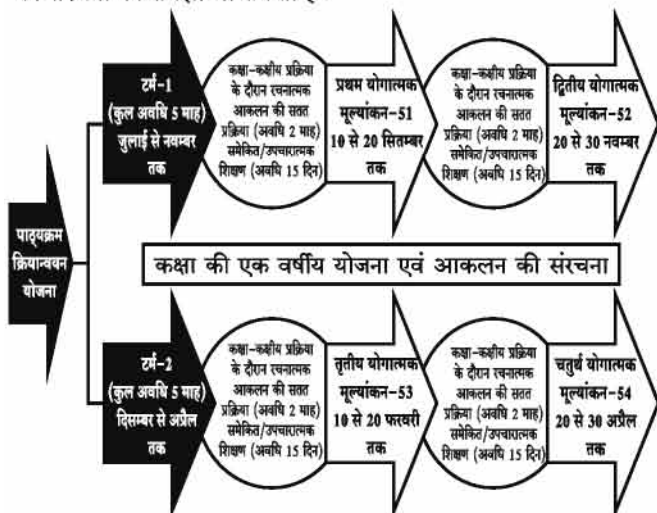 टर्म-1
(कुल अवधि 5 माह)
जुलाई से नवम्बर
तक
कक्षा-कक्षीय प्रक्रिया
के दौरान रचनात्मक
आकलन की सतत
प्रक्रिया (अवधि 2 माह)
समेकित/उपचारात्मक
शिक्षण (अवधि 15 दिन)
प्रथम योगात्मक
मूल्यांकन-51
10 से 20 सितम्बर
तक
कक्षा-कक्षीय प्रक्रिया
के दौरान रचनात्मक
आकलन की सतत
प्रक्रिया (अवधि 2 माह)
समेकित/उपचारात्मक
शिक्षण (अवधि 15 दिन)
द्वितीय योगात्मक
मूल्यांकन-52
20 से 30 नवम्बर
तक
पाठ्यक्रम
क्रियान्वयन
योजना
कक्षा की एक वर्षीय योजना एवं आकलन की संरचना
टर्म-2
(कुल अवधि 5 माह)
दिसम्बर से अप्रैल
तक
कक्षा-कक्षीय प्रक्रिया
के दौरान रचनात्मक
आकलन की सतत
प्रक्रिया (अवधि 2 माह)
समेकित/उपचारात्मक
शिक्षण (अवधि 15 दिन)
तृतीय योगात्मक
मूल्यांकन-53
10 से 20 फरवरी
तक
कक्षा-कक्षीय प्रक्रिया
के दौरान रचनात्मक
आकलन की सतत
प्रक्रिया (अवधि 2 माह)
समेकित/उपचारात्मक
शिक्षण (अवधि 15 दिन)
चतुर्थ योगात्मक
मूल्यांकन-54
20 से 30 अप्रैल
तक